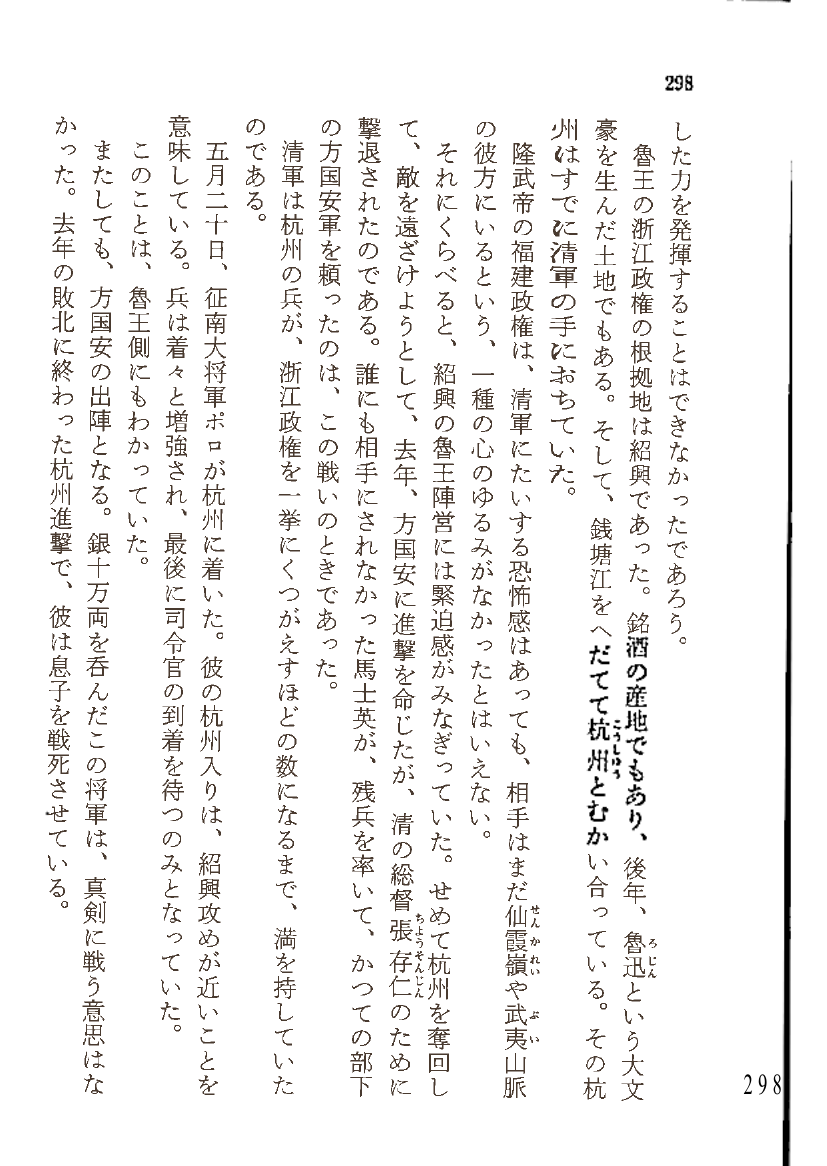 298
した力を発揮することはできなかったであろう。
魯王の浙江政権の根拠地は紹興であった。銘酒の産地でもあり、後年、魯迅という大文
豪を生んだ土地でもある。そして、銭塘江をへだてて杭州とむかい合っている。その杭
州はすでに清軍の手におちていた。
隆武帝の福建政権は、清軍にたいする恐怖感はあっても、相手はまだ仙霞嶺や武夷山脈
の彼方にいるという、一種の心のゆるみがなかったとはいえない。
それにくらべると、紹興の魯王陣営には緊迫感がみなぎっていた。せめて杭州を奪回し
て、敵を遠ざけようとして、去年、方国安に進撃を命じたが、清の総督張存仁のために
撃退されたのである。誰にも相手にされなかった馬士英が、残兵を率いて、かつての部下
の方国安軍を頼ったのは、この戦いのときであった。
清軍は杭州の兵が、浙江政権を一挙にくつがえすほどの数になるまで、満を持していた
のである。
五月二十日、征南大将軍ボロが杭州に着いた。彼の杭州入りは、紹興攻めが近いことを
意味している。兵は着々と増強され、最後に司令官の到着を待つのみとなっていた。
このことは、魯王側にもわかっていた。
またしても、方国安の出陣となる。銀十万両を呑んだこの将軍は、真剣に戦う意思はな
かった。去年の敗北に終わった杭州進撃で、彼は息子を戦死させている。
298